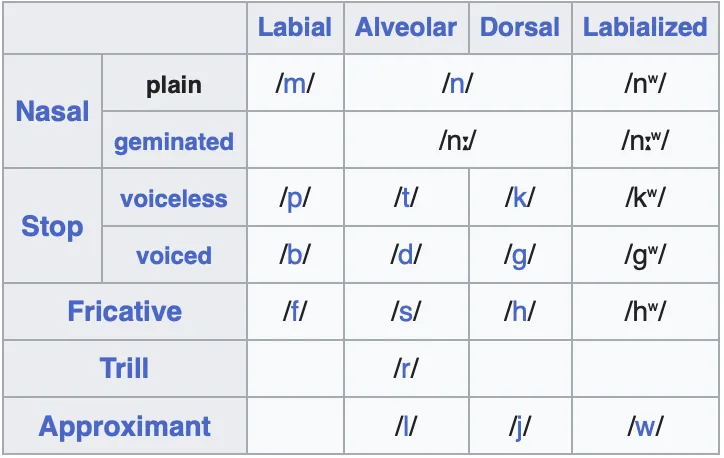 Labial Alveolar Dorsal Labialized
Nasal plain /m/ /n/ /nʷ/
geminated /nː/ /nːʷ/
Stop voiceless /p/ /t/ /k/ /kʷ/
voiced /b/ /d/ /g/ /gʷ/
Fricative /f/ /s/ /h/ /hʷ/
Trill /r/
Approximant /l/ /j/ /w/